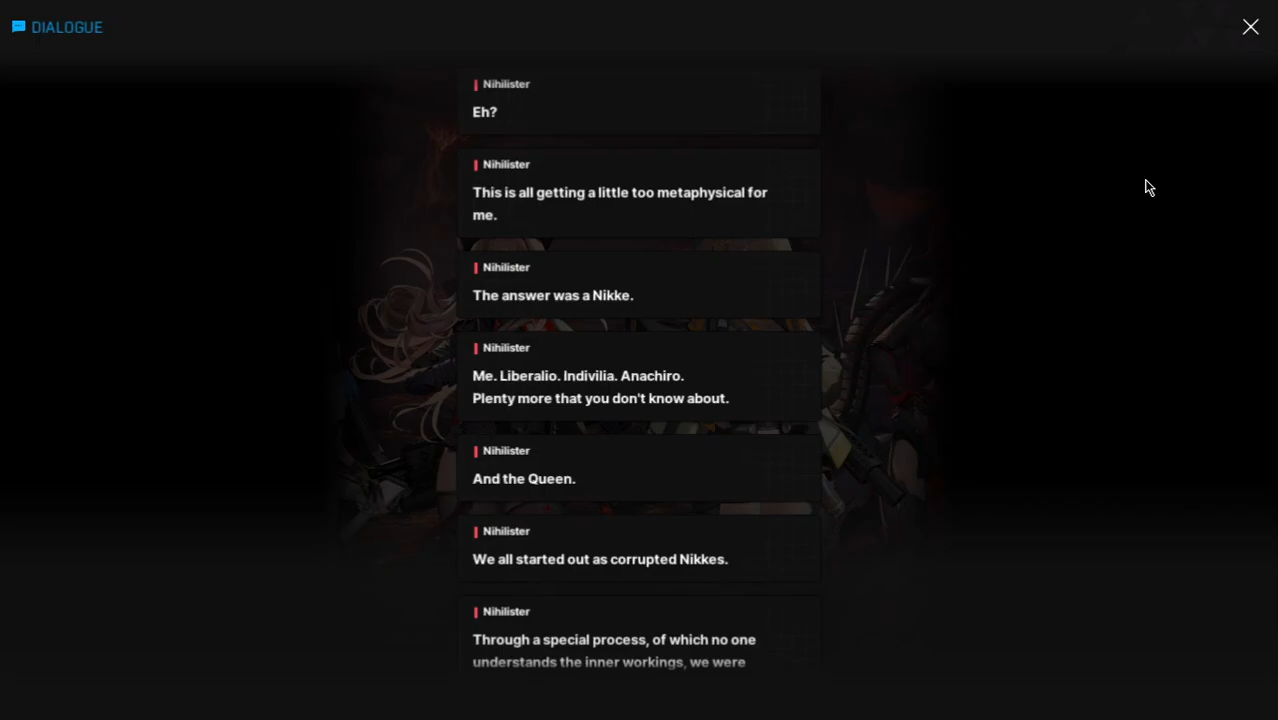 DIALOGUE
Nihilister
Eh?
Nihilister
This is all getting a little too metaphysical for
me.
Nihilister
The answer was a Nikke.
Nihilister
Me. Liberalio. Indivilia. Anachiro.
Plenty more that you don't know about.
Nihilister
And the Queen.
Nihilister
We all started out as corrupted Nikkes.
Nihilister
Through a special process, of which no one
understands the inner workings, we were